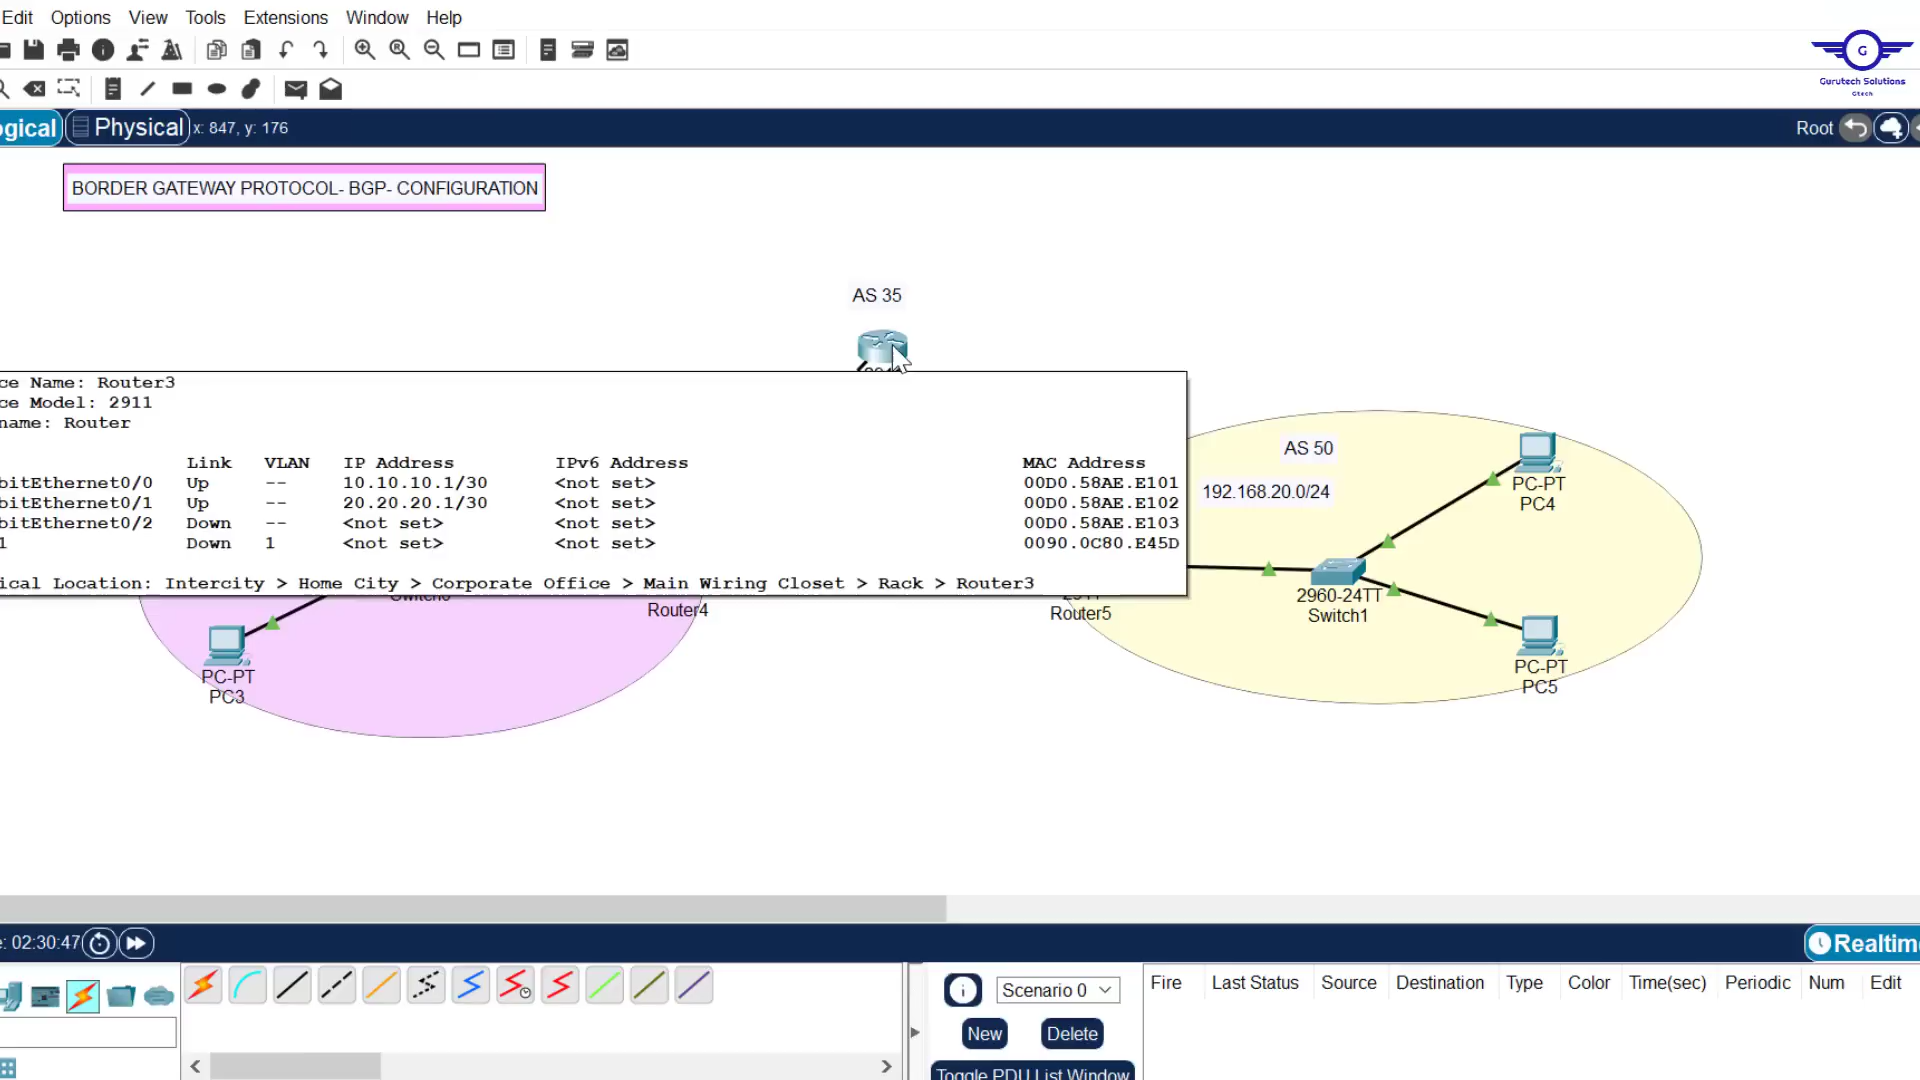 Edit Options View Tools Extensions Window Help
G
Gurutech Solutions
Gtech
ogical Physical x: 847, y: 176 Root
BORDER GATEWAY PROTOCOL- BGP- CONFIGURATION
AS 35
ce Name: Router3
ce Model: 2911
name: Router
Link VLAN IP Address IPv6 Address MAC Address
bitEthernet0/0 Up -- 10.10.10.1/30 <not set> 00D0.58AE.E101
bitEthernet0/1 Up -- 20.20.20.1/30 <not set> 00D0.58AE.E102
bitEthernet0/2 Down -- <not set> <not set> 00D0.58AE.E103
1 Down 1 <not set> <not set> 0090.0C80.E45D
ical Location: Intercity > Home City > Corporate Office > Main Wiring Closet > Rack > Router3
AS 50
192.168.20.0/24
PC-PT
PC4
2960-24TT
Switch1
Router4
Router5
PC-PT
PC3
PC-PT
PC5
e: 02:30:47 Realtim
Scenario 0
New Delete
Toggle PDU List Window
Fire Last Status Source Destination Type Color Time(sec) Periodic Num Edit